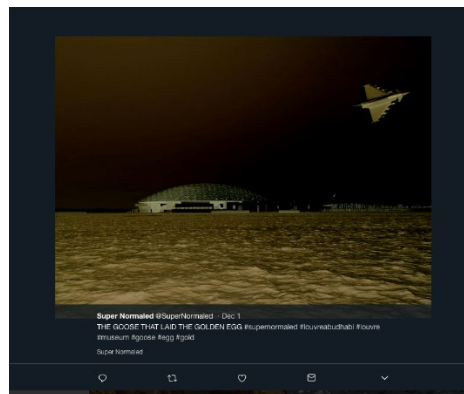 Super Normaled @SuperNormaled · Dec 1
THE GOOSE THAT LAID THE GOLDEN EGG #supernormaled #louvreabudhabi #louvre
#museum #goose #egg #gold
Super Normaled